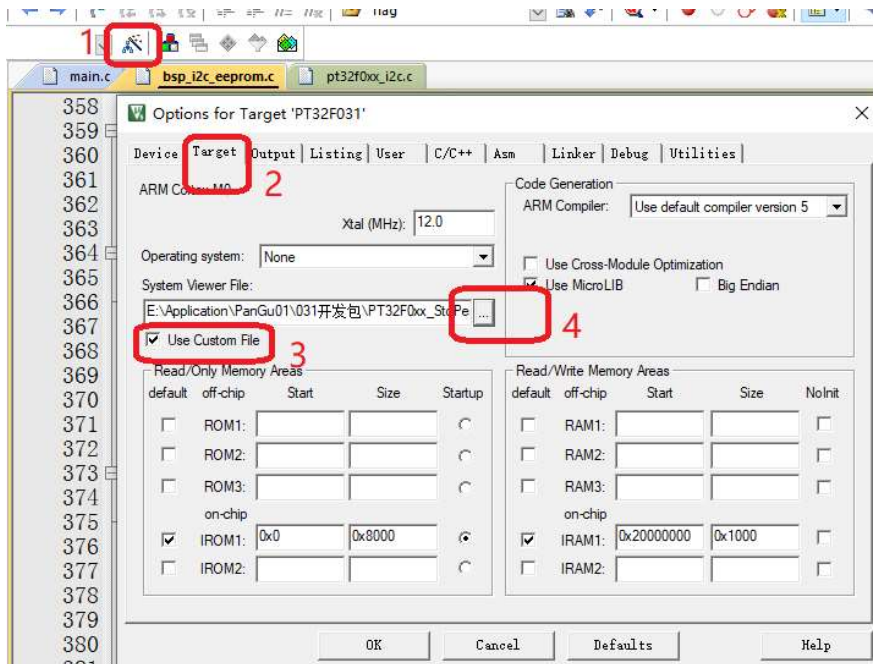 flag
1
main.c bsp_i2c_eeprom.c pt32f0xx_i2c.c
358
359
360
361
362
363
364
365
366
367
368
369
370
371
372
373
374
375
376
377
378
379
380
Options for Target 'PT32F031'
Device Target Output Listing User C/C++ Asm Linker Debug Utilities
2
ARM Cortex-M0
Xtal (MHz): 12.0
Operating system: None
System Viewer File:
E:\Application\PanGu01\031开发包\PT32F0xx_StdPe ...
Use Custom File
3
Code Generation
ARM Compiler: Use default compiler version 5
Use Cross-Module Optimization
Use MicroLIB Big Endian
4
Read/Only Memory Areas
default off-chip Start Size Startup
ROM1:
ROM2:
ROM3:
on-chip
IROM1: 0x0 0x8000
IROM2:
Read/Write Memory Areas
default off-chip Start Size NoInit
RAM1:
RAM2:
RAM3:
on-chip
IRAM1: 0x20000000 0x1000
IRAM2:
OK Cancel Defaults Help